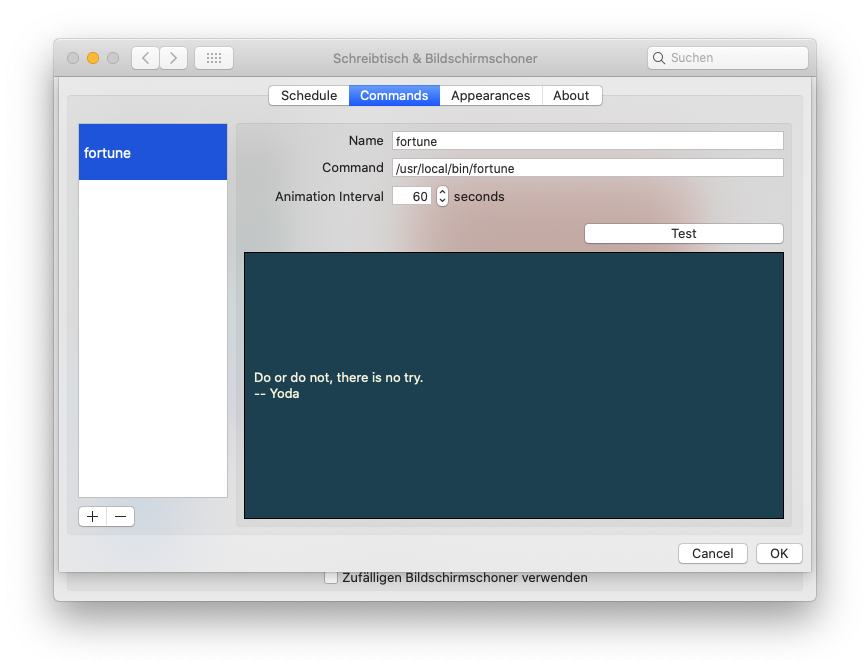 Schreibtisch & Bildschirmschoner
Suchen
Schedule
Commands
Appearances
About
fortune
Name
fortune
Command
/usr/local/bin/fortune
Animation Interval
60
seconds
Test
Do or do not, there is no try.
-- Yoda
Cancel
OK
Zufälligen Bildschirmschoner verwenden